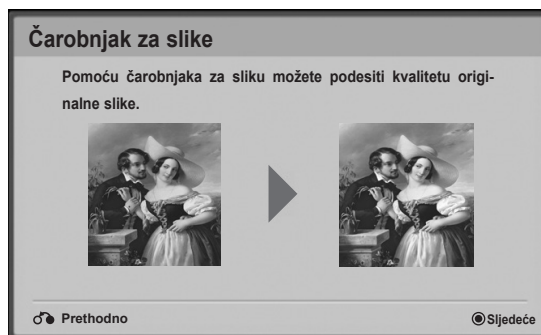 Čarobnjak za slike
Pomoću čarobnjaka za sliku možete podesiti kvalitetu origi-
nalne slike.
Prethodno
Sljedeće